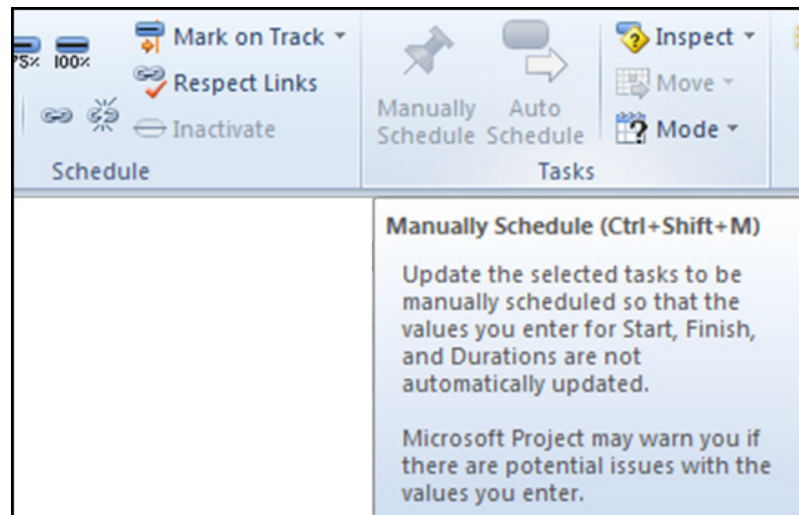 75% 100%
Mark on Track
Respect Links
Inactivate
Schedule
Manually
Schedule
Auto
Schedule
Inspect
Move
Mode
Tasks
Manually Schedule (Ctrl+Shift+M)
Update the selected tasks to be
manually scheduled so that the
values you enter for Start, Finish,
and Durations are not
automatically updated.
Microsoft Project may warn you if
there are potential issues with the
values you enter.